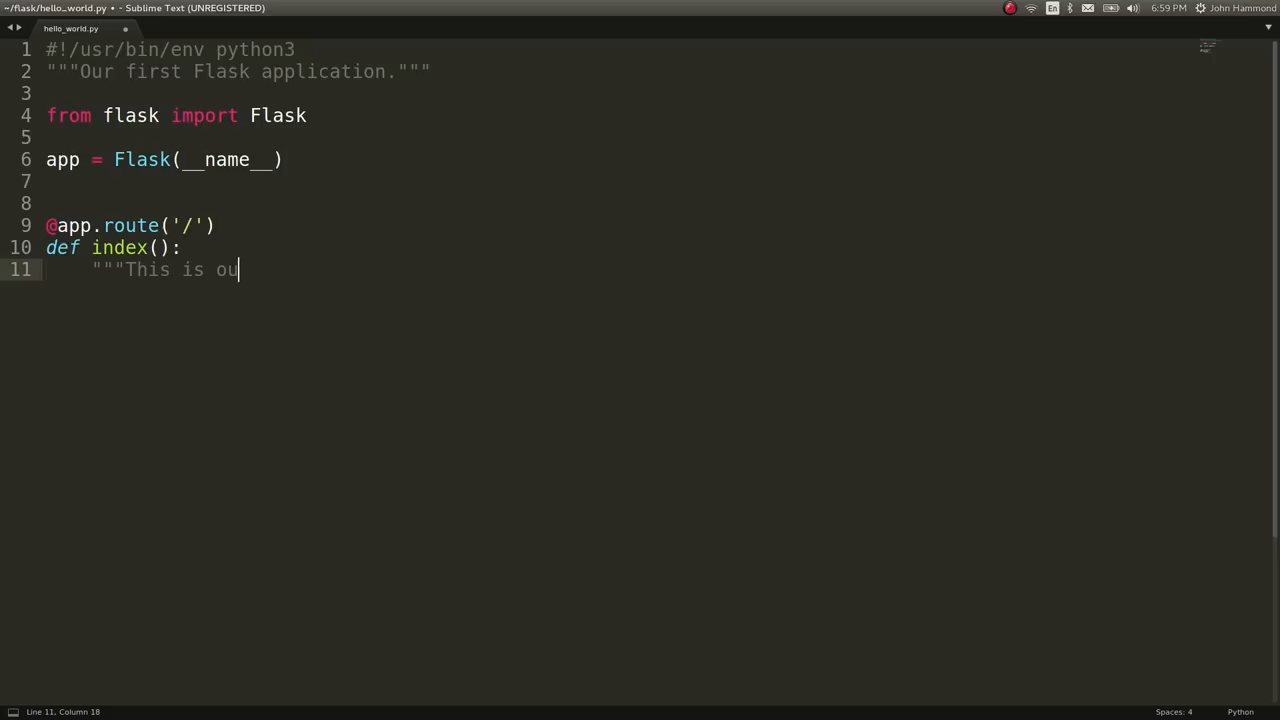 ~/flask/hello_world.py • - Sublime Text (UNREGISTERED)
En
6:59 PM
John Hammond
hello_world.py
1 #!/usr/bin/env python3
2 """Our first Flask application."""
3
4 from flask import Flask
5
6 app = Flask(__name__)
7
8
9 @app.route('/')
10 def index():
11     """This is ou
Line 11, Column 18
Spaces: 4
Python